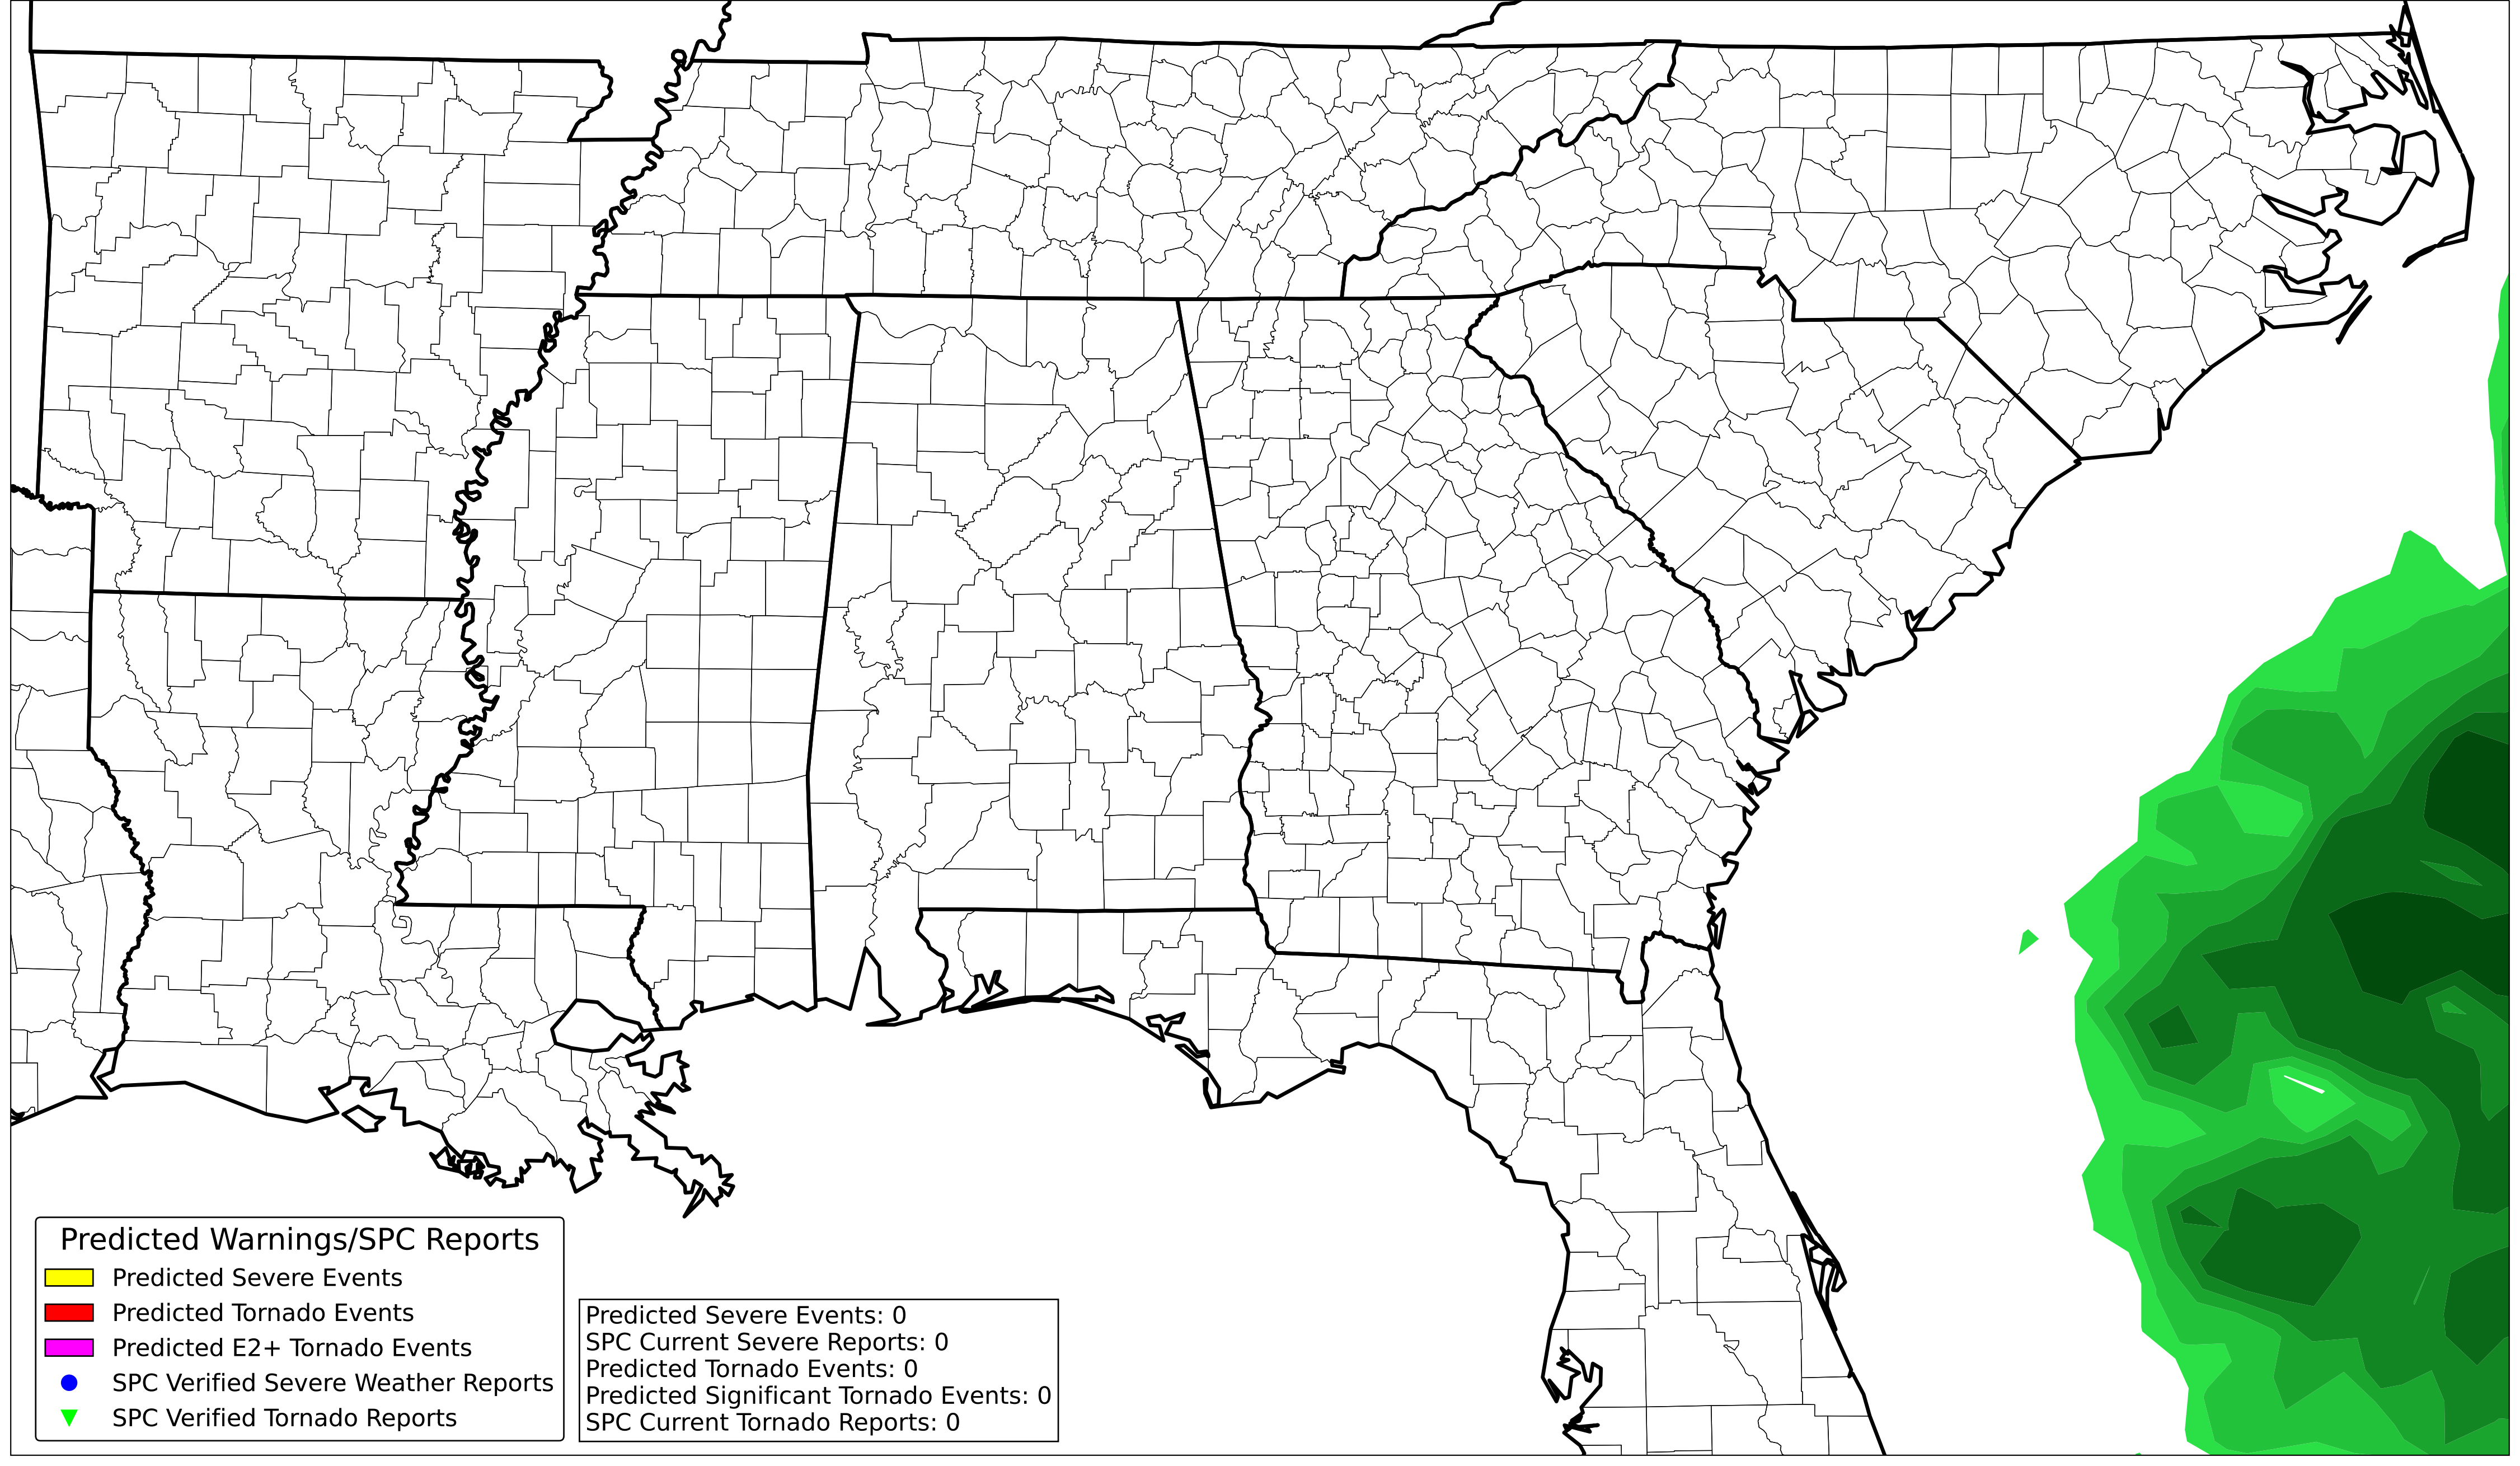 Predicted Warnings/SPC Reports
Predicted Severe Events
Predicted Tornado Events
Predicted E2+ Tornado Events
SPC Verified Severe Weather Reports
SPC Verified Tornado Reports
Predicted Severe Events: 0
SPC Current Severe Reports: 0
Predicted Tornado Events: 0
Predicted Significant Tornado Events: 0
SPC Current Tornado Reports: 0